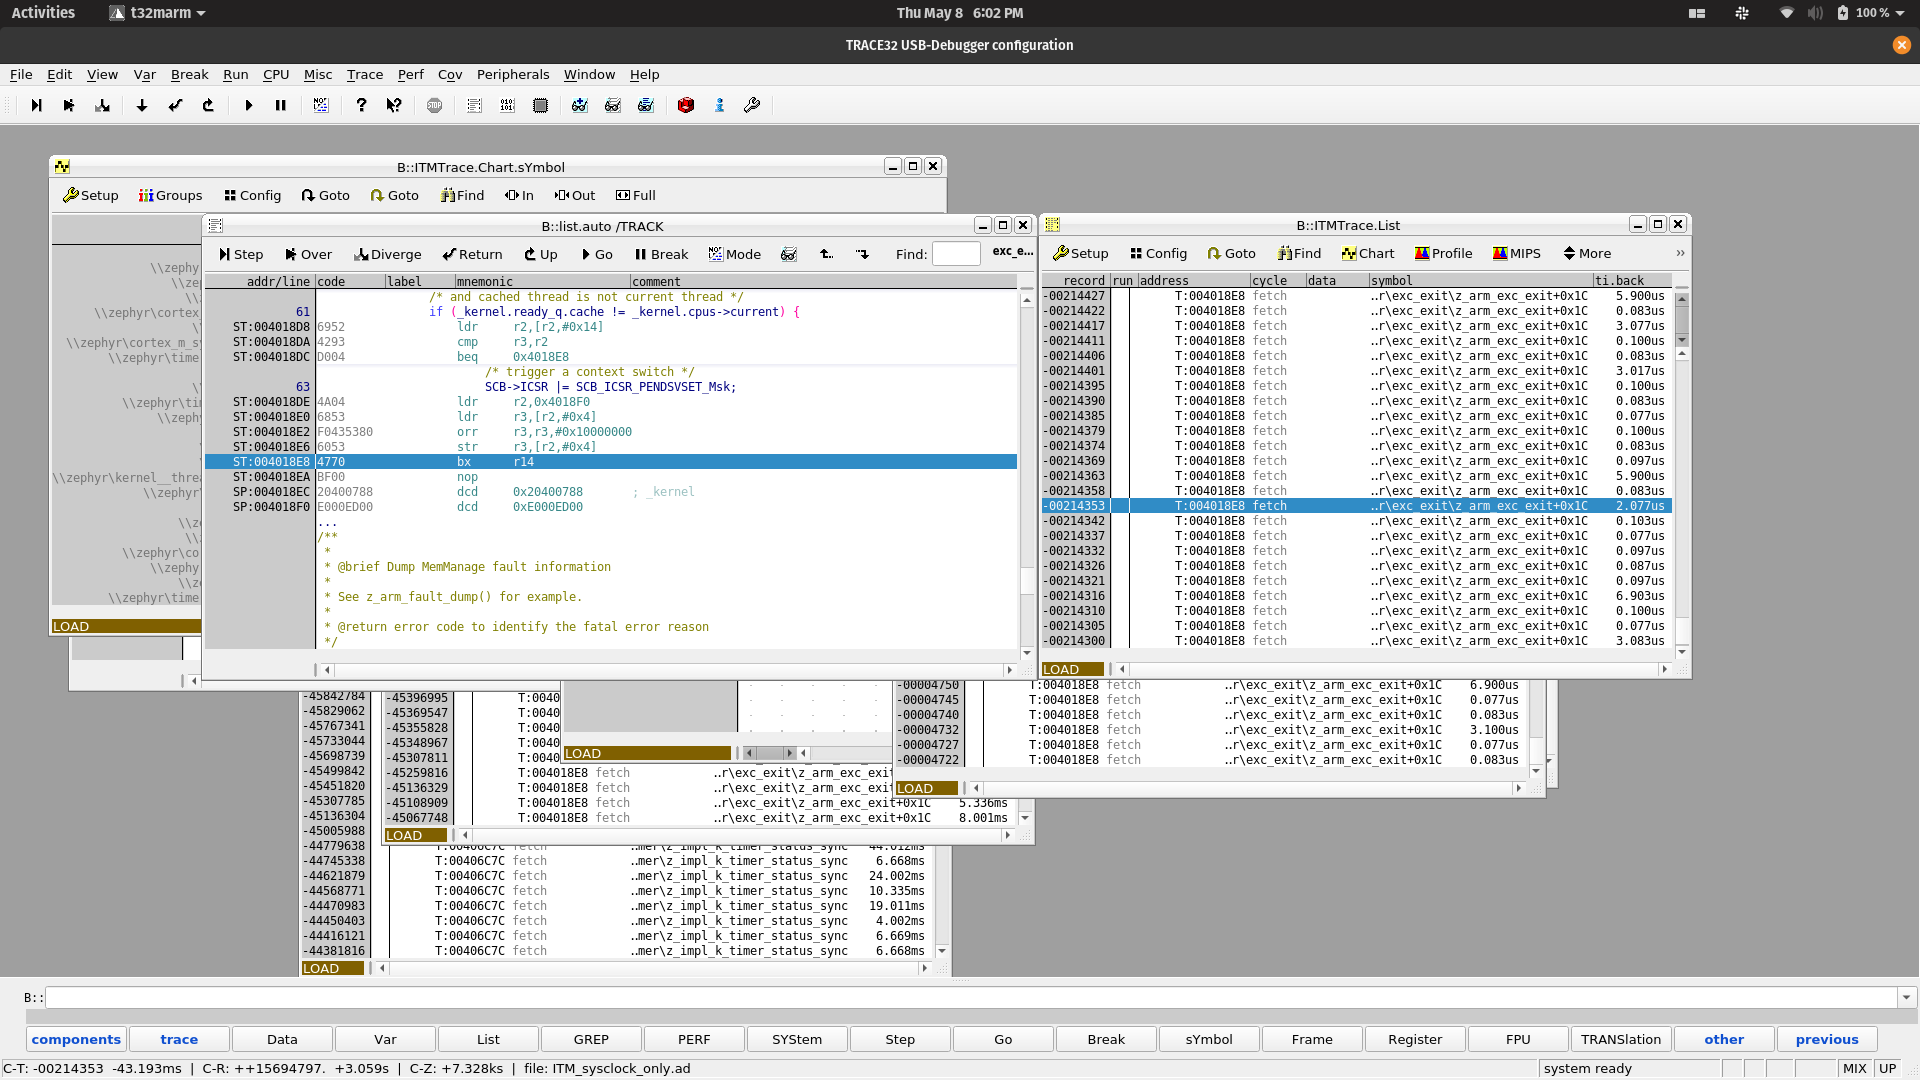 Activities t32marm Thu May 8 6:02 PM 100 %
TRACE32 USB-Debugger configuration
File Edit View Var Break Run CPU Misc Trace Perf Cov Peripherals Window Help
B::ITMTrace.Chart.sYmbol
Setup Groups Config Goto Goto Find In Out Full
\\zephy
\\ze
\\zephyr\cortex_
\\zephyr\cortex_m_s
\\zephyr\time
\\zephyr\ti
\\zeph
\\zephyr\kernel__threa
\\zephyr
\\ze
\\zephyr\co
\\zephy
\\ze
\\zephyr\time
LOAD
B::list.auto /TRACK
Step Over Diverge Return Up Go Break Mode Find: exc_e...
addr/line code label mnemonic comment
/* and cached thread is not current thread */
61 if (_kernel.ready_q.cache != _kernel.cpus->current) {
ST:004018D8 6952 ldr r2,[r2,#0x14]
ST:004018DA 4293 cmp r3,r2
ST:004018DC D004 beq 0x4018E8
/* trigger a context switch */
63 SCB->ICSR |= SCB_ICSR_PENDSVSET_Msk;
ST:004018DE 4A04 ldr r2,0x4018F0
ST:004018E0 6853 ldr r3,[r2,#0x4]
ST:004018E2 F0435380 orr r3,r3,#0x10000000
ST:004018E6 6053 str r3,[r2,#0x4]
ST:004018E8 4770 bx r14
ST:004018EA BF00 nop
SP:004018EC 20400788 dcd 0x20400788 ; _kernel
SP:004018F0 E000ED00 dcd 0xE000ED00
...
/**
*
* @brief Dump MemManage fault information
*
* See z_arm_fault_dump() for example.
*
* @return error code to identify the fatal error reason
*/
B::ITMTrace.List
Setup Config Goto Find Chart Profile MIPS More »
record run address cycle data symbol ti.back
-00214427 T:004018E8 fetch ..r\exc_exit\z_arm_exc_exit+0x1C 5.900us
-00214422 T:004018E8 fetch ..r\exc_exit\z_arm_exc_exit+0x1C 0.083us
-00214417 T:004018E8 fetch ..r\exc_exit\z_arm_exc_exit+0x1C 3.077us
-00214411 T:004018E8 fetch ..r\exc_exit\z_arm_exc_exit+0x1C 0.100us
-00214406 T:004018E8 fetch ..r\exc_exit\z_arm_exc_exit+0x1C 0.083us
-00214401 T:004018E8 fetch ..r\exc_exit\z_arm_exc_exit+0x1C 3.017us
-00214395 T:004018E8 fetch ..r\exc_exit\z_arm_exc_exit+0x1C 0.100us
-00214390 T:004018E8 fetch ..r\exc_exit\z_arm_exc_exit+0x1C 0.083us
-00214385 T:004018E8 fetch ..r\exc_exit\z_arm_exc_exit+0x1C 0.077us
-00214379 T:004018E8 fetch ..r\exc_exit\z_arm_exc_exit+0x1C 0.100us
-00214374 T:004018E8 fetch ..r\exc_exit\z_arm_exc_exit+0x1C 0.083us
-00214369 T:004018E8 fetch ..r\exc_exit\z_arm_exc_exit+0x1C 0.097us
-00214363 T:004018E8 fetch ..r\exc_exit\z_arm_exc_exit+0x1C 5.900us
-00214358 T:004018E8 fetch ..r\exc_exit\z_arm_exc_exit+0x1C 0.083us
-00214353 T:004018E8 fetch ..r\exc_exit\z_arm_exc_exit+0x1C 2.077us
-00214342 T:004018E8 fetch ..r\exc_exit\z_arm_exc_exit+0x1C 0.103us
-00214337 T:004018E8 fetch ..r\exc_exit\z_arm_exc_exit+0x1C 0.077us
-00214332 T:004018E8 fetch ..r\exc_exit\z_arm_exc_exit+0x1C 0.097us
-00214326 T:004018E8 fetch ..r\exc_exit\z_arm_exc_exit+0x1C 0.087us
-00214321 T:004018E8 fetch ..r\exc_exit\z_arm_exc_exit+0x1C 0.097us
-00214316 T:004018E8 fetch ..r\exc_exit\z_arm_exc_exit+0x1C 6.903us
-00214310 T:004018E8 fetch ..r\exc_exit\z_arm_exc_exit+0x1C 0.100us
-00214305 T:004018E8 fetch ..r\exc_exit\z_arm_exc_exit+0x1C 0.077us
-00214300 T:004018E8 fetch ..r\exc_exit\z_arm_exc_exit+0x1C 3.083us
LOAD
-00004750 T:004018E8 fetch ..r\exc_exit\z_arm_exc_exit+0x1C 6.900us
-00004745 T:004018E8 fetch ..r\exc_exit\z_arm_exc_exit+0x1C 0.077us
-00004740 T:004018E8 fetch ..r\exc_exit\z_arm_exc_exit+0x1C 0.083us
-00004732 T:004018E8 fetch ..r\exc_exit\z_arm_exc_exit+0x1C 3.100us
-00004727 T:004018E8 fetch ..r\exc_exit\z_arm_exc_exit+0x1C 0.077us
-00004722 T:004018E8 fetch ..r\exc_exit\z_arm_exc_exit+0x1C 0.083us
LOAD
LOAD
-45396995 T:0040
-45369547 T:0040
-45355828 T:0040
-45348967 T:0040
-45307811 T:0040
-45259816 T:004018E8 fetch ..r\exc_exit\z_arm_exc_exit
-45136329 T:004018E8 fetch ..r\exc_exit\z_arm_exc_exit
-45108909 T:004018E8 fetch ..r\exc_exit\z_arm_exc_exit+0x1C 5.336ms
-45067748 T:004018E8 fetch ..r\exc_exit\z_arm_exc_exit+0x1C 8.001ms
LOAD
-45842784
-45829062
-45767341
-45733044
-45698739
-45499842
-45451820
-45307785
-45136304
-45005988
-44779638 T:00406C7C fetch ..mer\z_impl_k_timer_status_sync 44.012ms
-44745338 T:00406C7C fetch ..mer\z_impl_k_timer_status_sync 6.668ms
-44621879 T:00406C7C fetch ..mer\z_impl_k_timer_status_sync 24.002ms
-44568771 T:00406C7C fetch ..mer\z_impl_k_timer_status_sync 10.335ms
-44470983 T:00406C7C fetch ..mer\z_impl_k_timer_status_sync 19.011ms
-44450403 T:00406C7C fetch ..mer\z_impl_k_timer_status_sync 4.002ms
-44416121 T:00406C7C fetch ..mer\z_impl_k_timer_status_sync 6.669ms
-44381816 T:00406C7C fetch ..mer\z_impl_k_timer_status_sync 6.668ms
LOAD
B::
components trace Data Var List GREP PERF SYStem Step Go Break sYmbol Frame Register FPU TRANSlation other previous
C-T: -00214353 -43.193ms | C-R: ++15694797. +3.059s | C-Z: +7.328ks | file: ITM_sysclock_only.ad system ready MIX UP